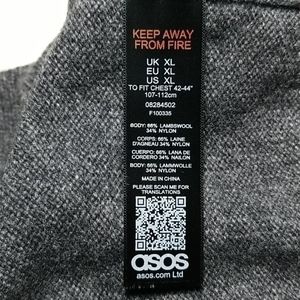 KEEP AWAY
FROM FIRE
UK XL
EU XL
US XL
TO FIT CHEST 42-44"
107-112cm
08284502
F100335
BODY: 66% LAMBSWOOL
34% NYLON
CORPS: 66% LAINE
D'AGNEAU 34% NYLON
CUERPO: 66% LANA DE
CORDERO 34% NAILON
BODY: 66% LAMMWOLLE
34% NYLON
MADE IN CHINA
PLEASE SCAN ME FOR
TRANSLATIONS
asos
asos.com Ltd